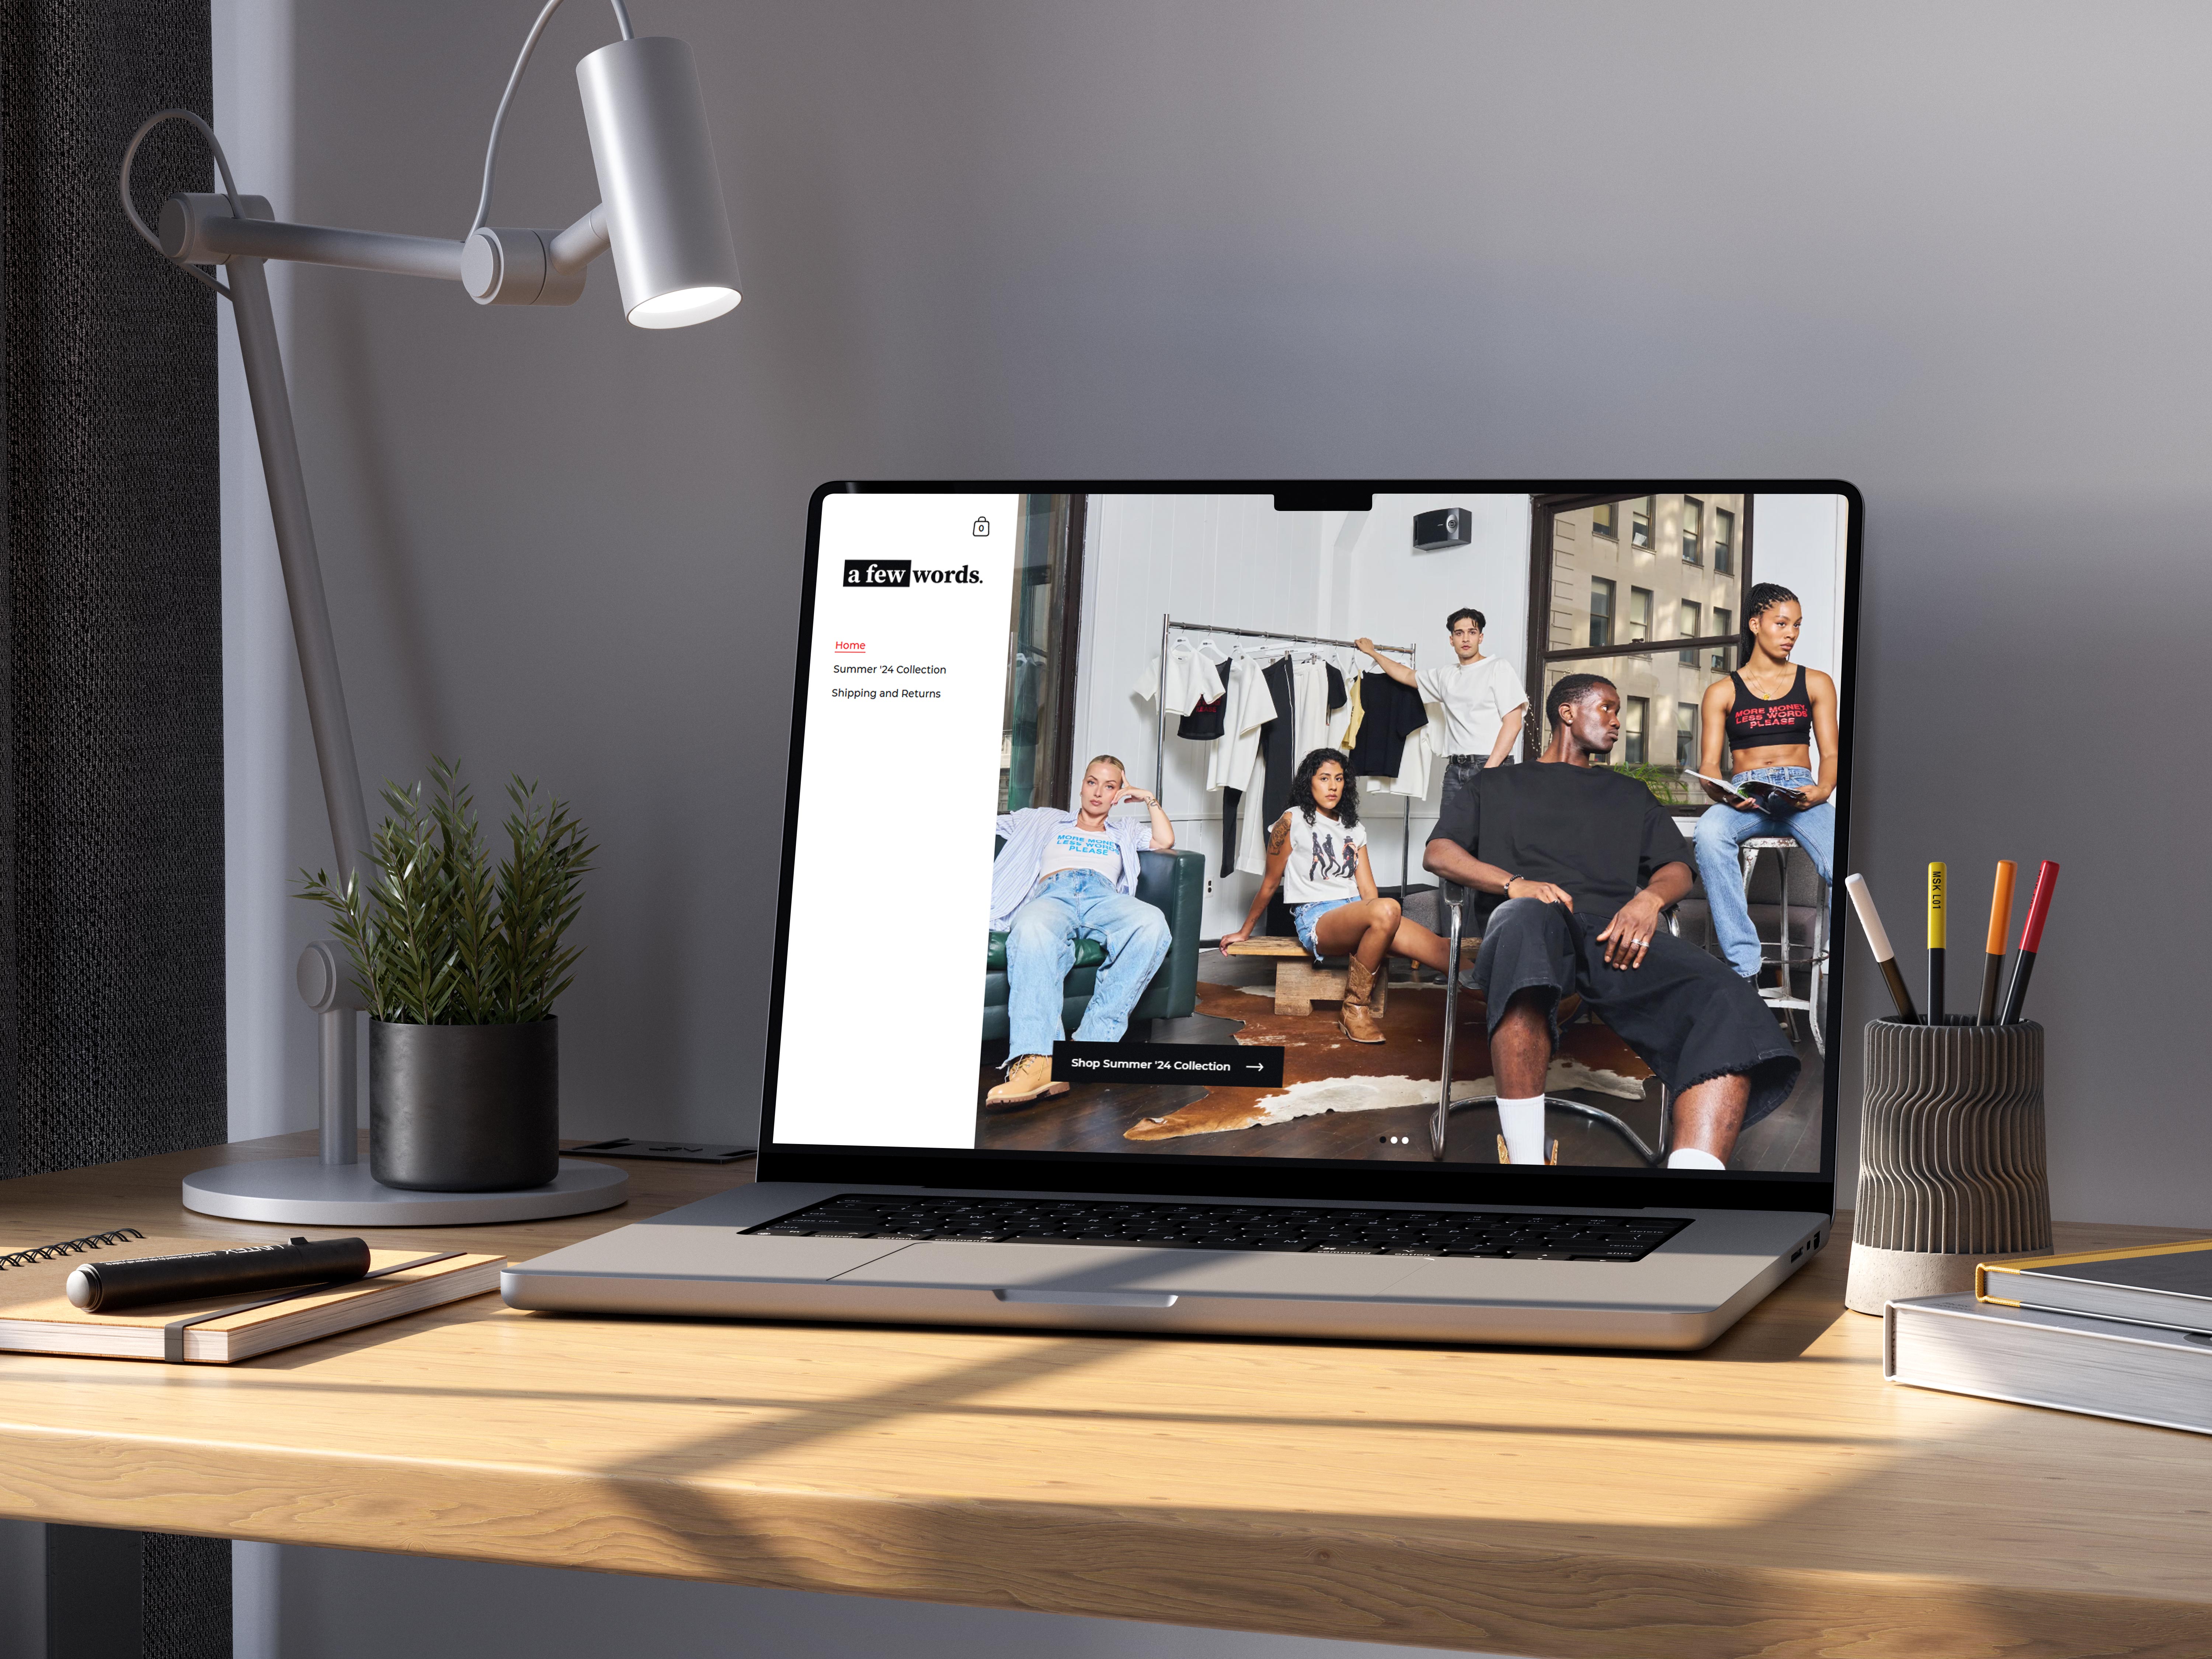 0
a few words.
Home
Summer '24 Collection
Shipping and Returns
MORE MONEY,
LESS WORDS
PLEASE
MORE MONEY
LESS WORDS
PLEASE
Shop Summer '24 Collection →
MSK L01